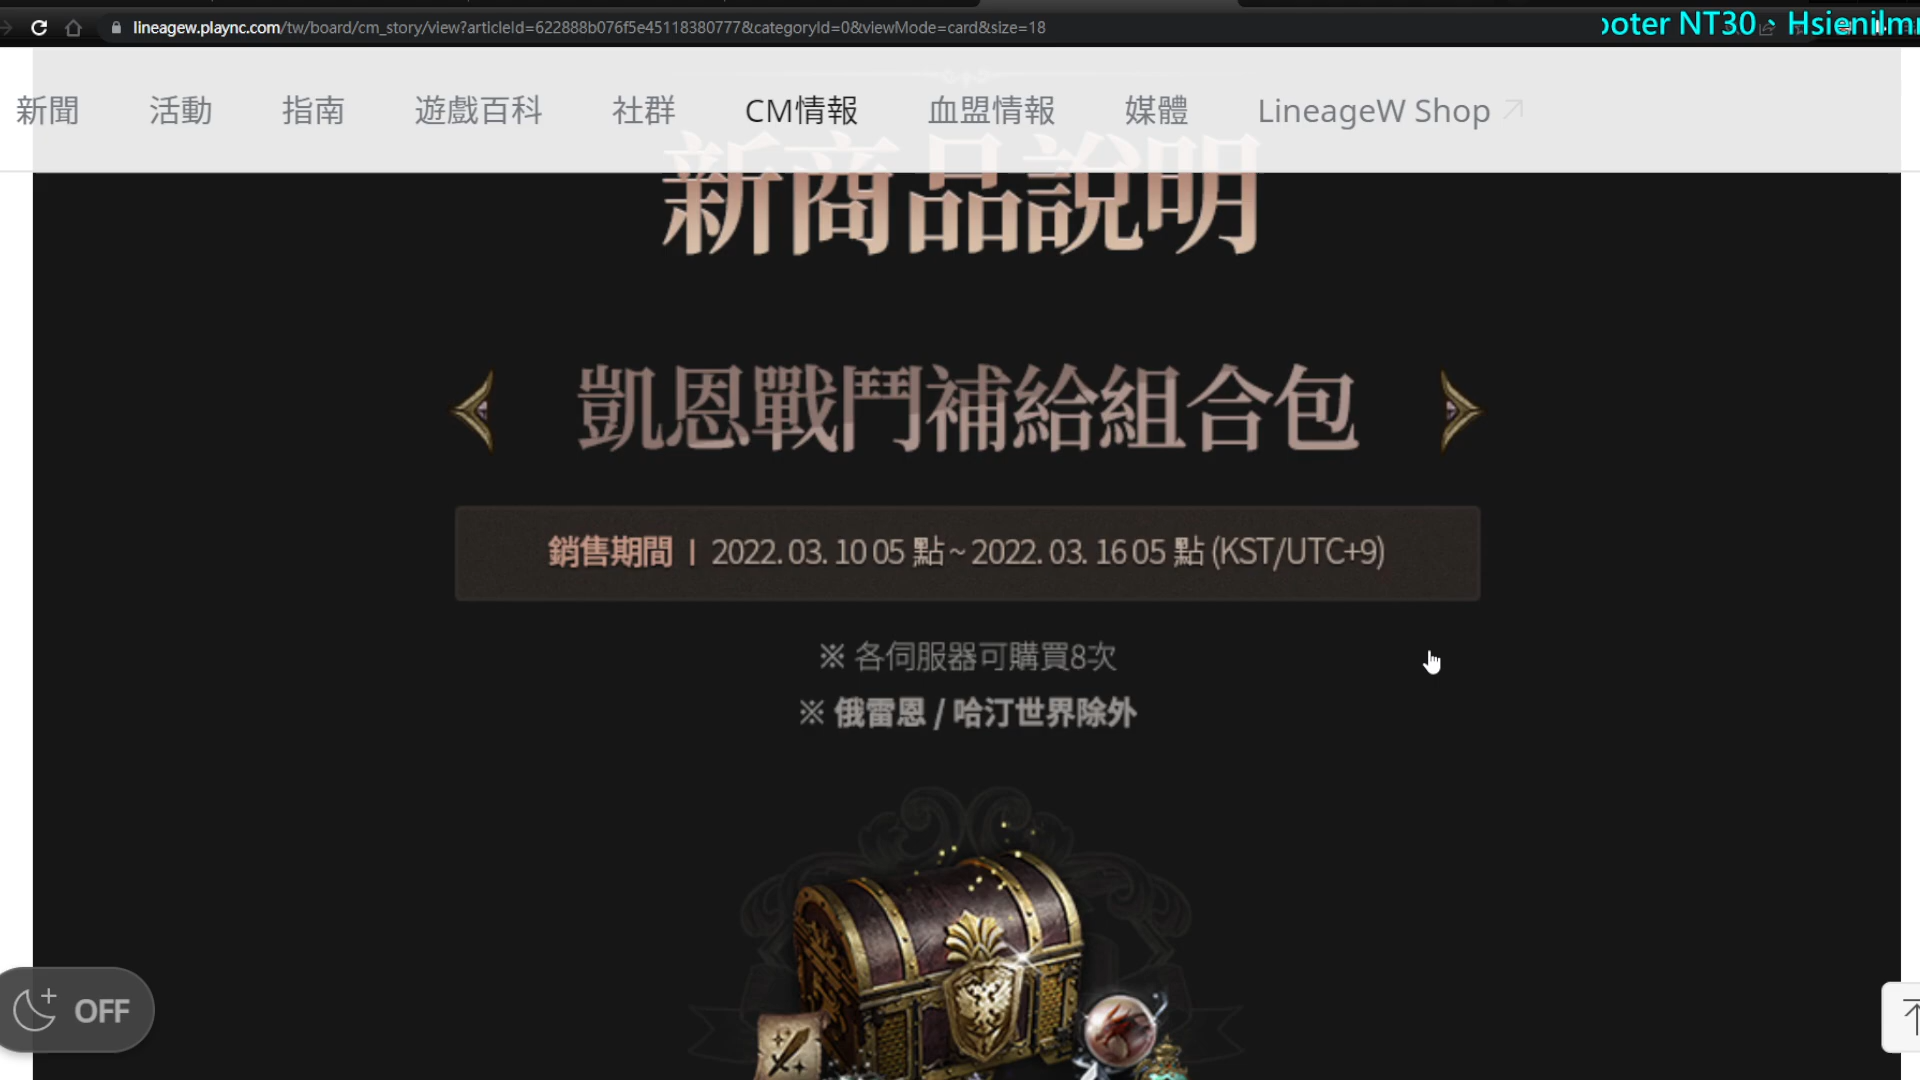 lineagew.plaync.com/tw/board/cm_story/view?articleId=622888b076f5e45118380777&categoryId=0&viewMode=card&size=18
ooter NT30、Hsienilm
新聞 活動 指南 遊戲百科 社群 CM情報 血盟情報 媒體 LineageW Shop
新商品說明
凱恩戰鬥補給組合包
銷售期間 | 2022. 03. 10 05 點 ~ 2022. 03. 16 05 點 (KST/UTC+9)
※ 各伺服器可購買8次
※ 俄雷恩 / 哈汀世界除外
OFF